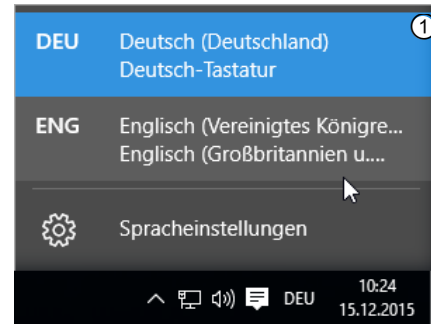 1
DEU Deutsch (Deutschland)
Deutsch-Tastatur
ENG Englisch (Vereinigtes Königre...
Englisch (Großbritannien u....
Spracheinstellungen
DEU 10:24
15.12.2015